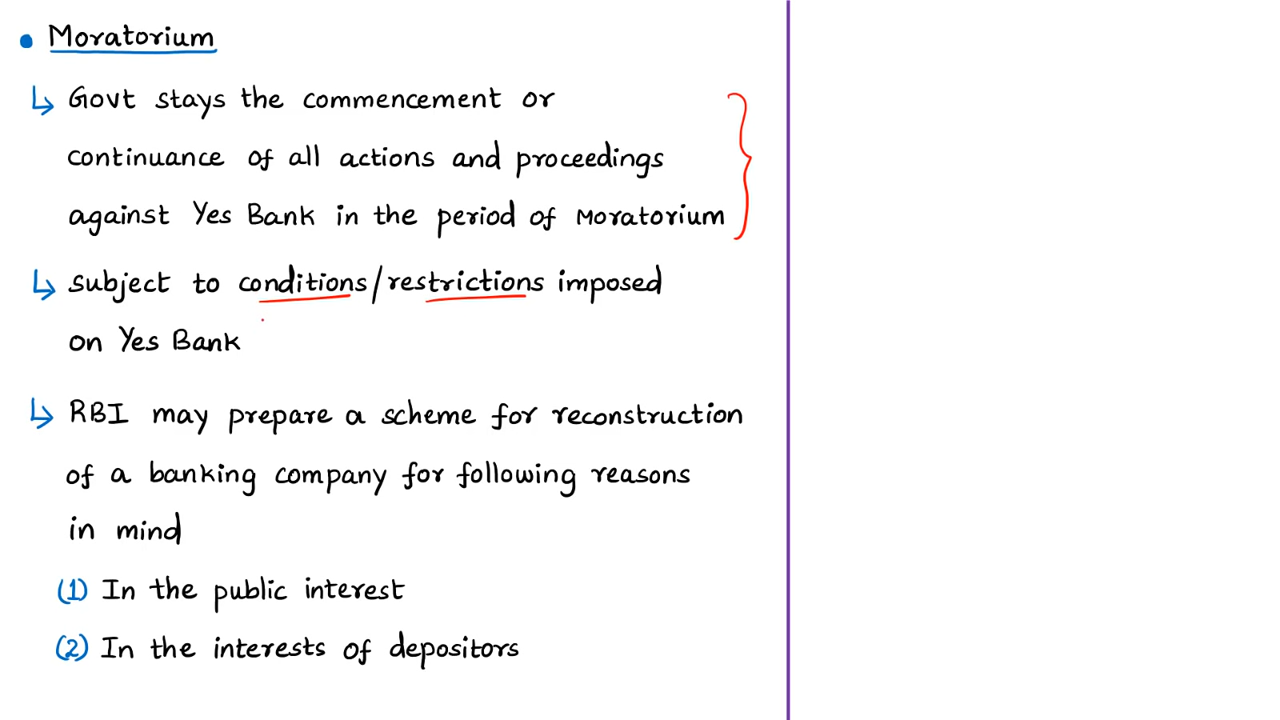 • Moratorium
↳ Govt stays the commencement or
continuance of all actions and proceedings
against Yes Bank in the period of Moratorium
↳ subject to conditions/restrictions imposed
on Yes Bank
↳ RBI may prepare a scheme for reconstruction
of a banking company for following reasons
in mind
(1) In the public interest
(2) In the interests of depositors